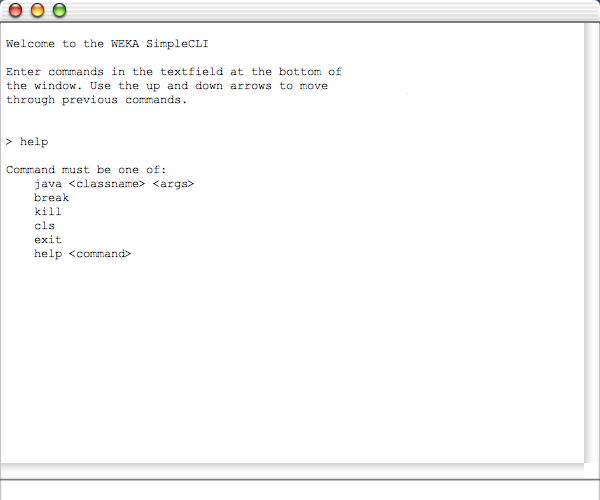 Welcome to the WEKA SimpleCLI
Enter commands in the textfield at the bottom of
the window. Use the up and down arrows to move
through previous commands.
> help
Command must be one of:
java <classname> <args>
break
kill
cls
exit
help <command>